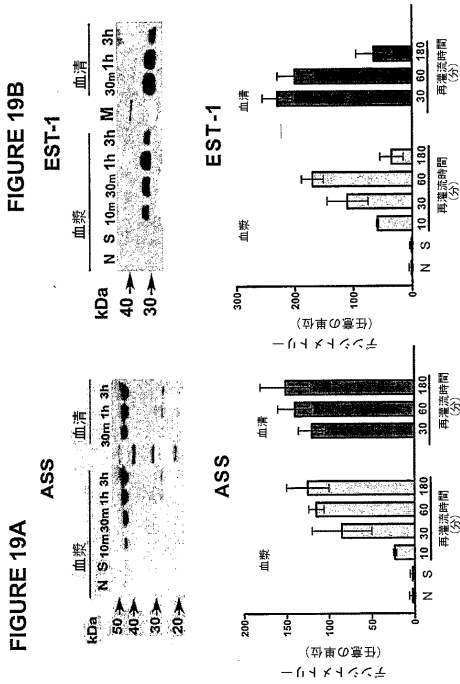 FIGURE 19A
ASS
血漿 血清
kDa N S 10m 30m 1h 3h 30m 1h 3h
50
40
30
20
ASS
デンシトメトリー
(任意の単位)
150
100
50
0
血漿
血清
N S 10 30 60 180 30 60 180
再灌流時間
(分)
再灌流時間
(分)
FIGURE 19B
EST-1
血漿 血清
kDa N S 10m 30m 1h 3h M 30m 1h 3h
40
30
EST-1
デンシトメトリー
(任意の単位)
300
200
100
0
血漿
血清
N S 10 30 60 180 30 60 180
再灌流時間
(分)
再灌流時間
(分)